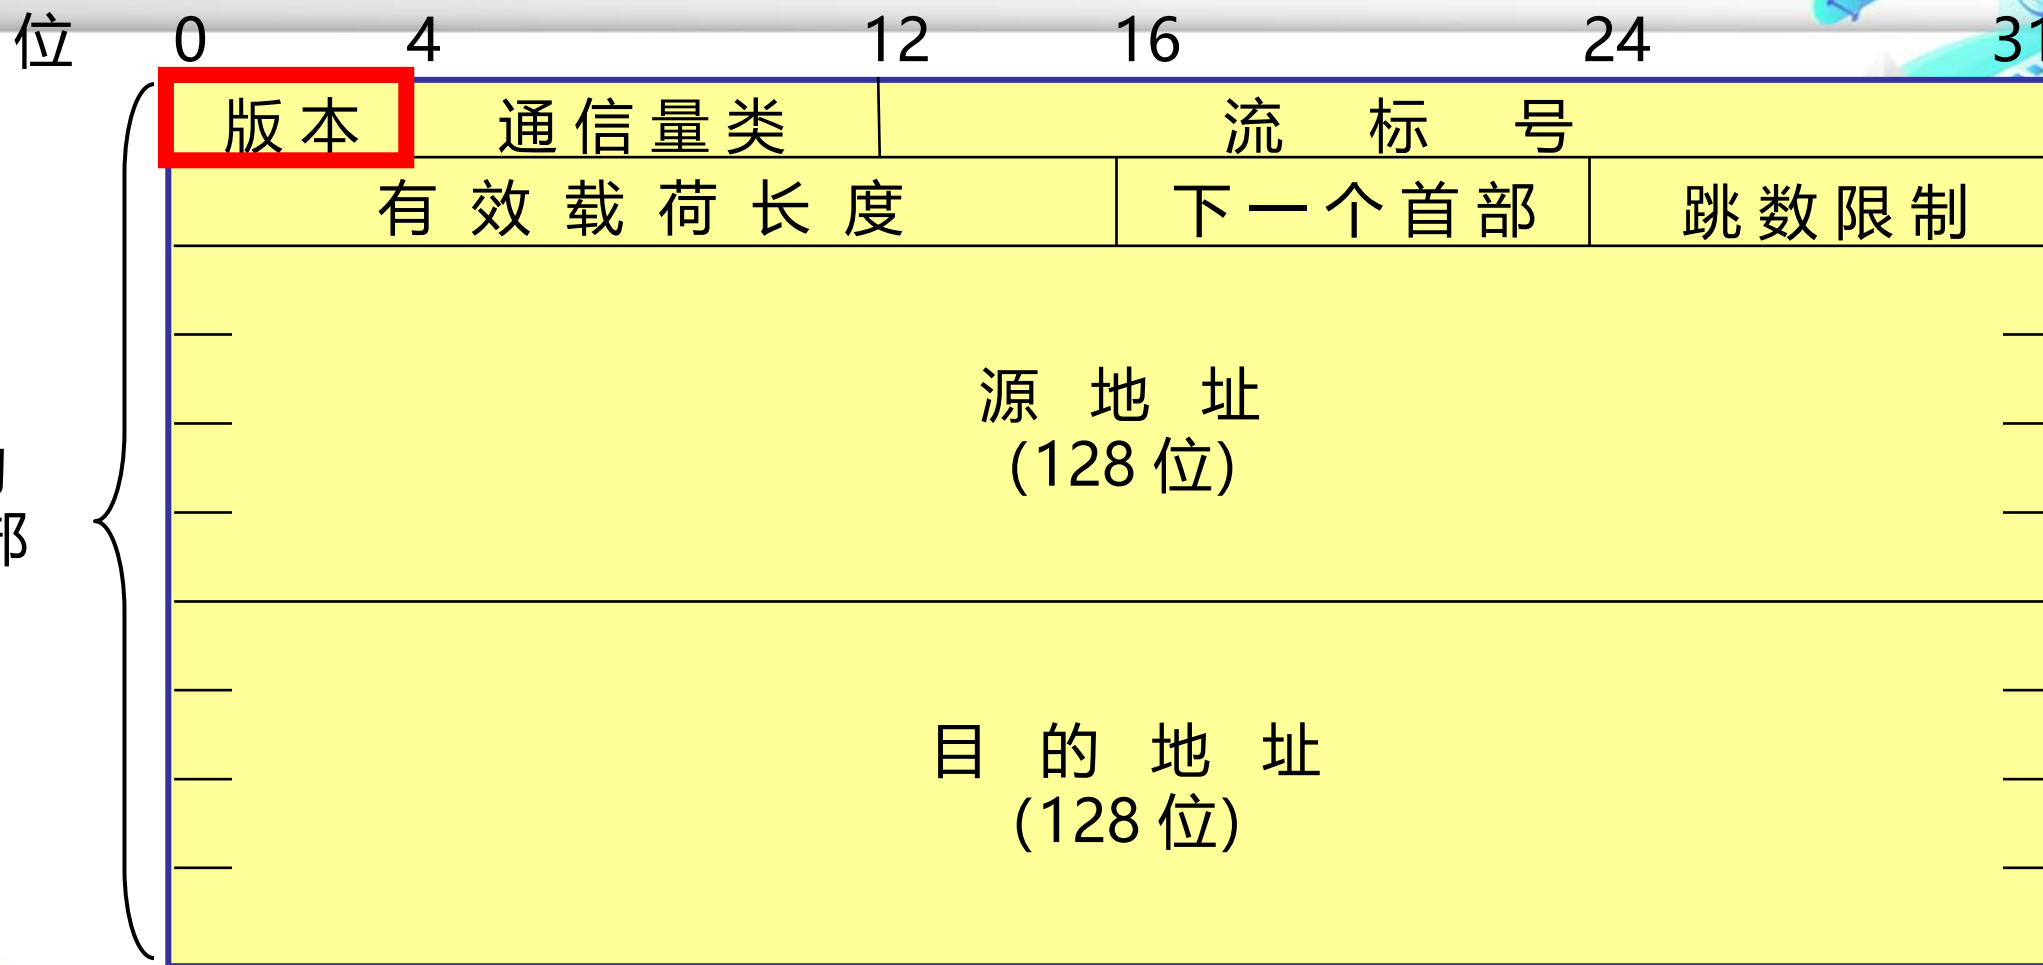 位 0 4 12 16 24 31
版本 通信量类 流标号
有效载荷长度 下一个首部 跳数限制
源地址
(128 位)
部
目的地址
(128 位)